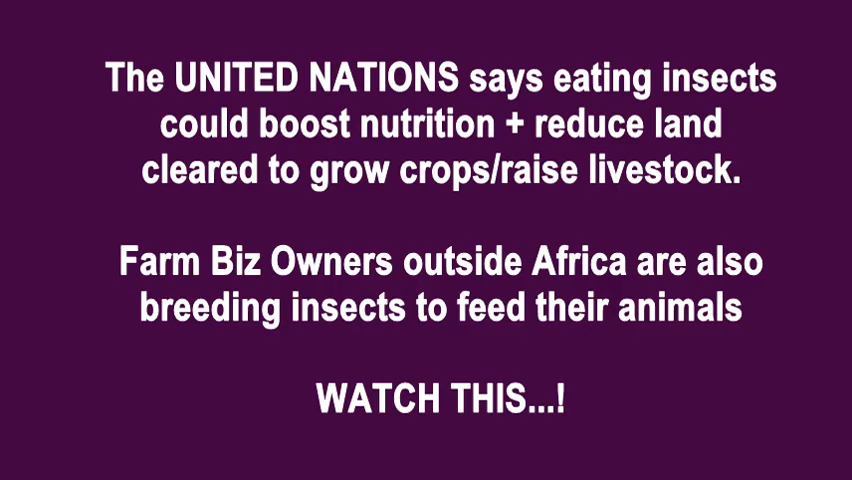 The UNITED NATIONS says eating insects
could boost nutrition + reduce land
cleared to grow crops/raise livestock.
Farm Biz Owners outside Africa are also
breeding insects to feed their animals
WATCH THIS...!